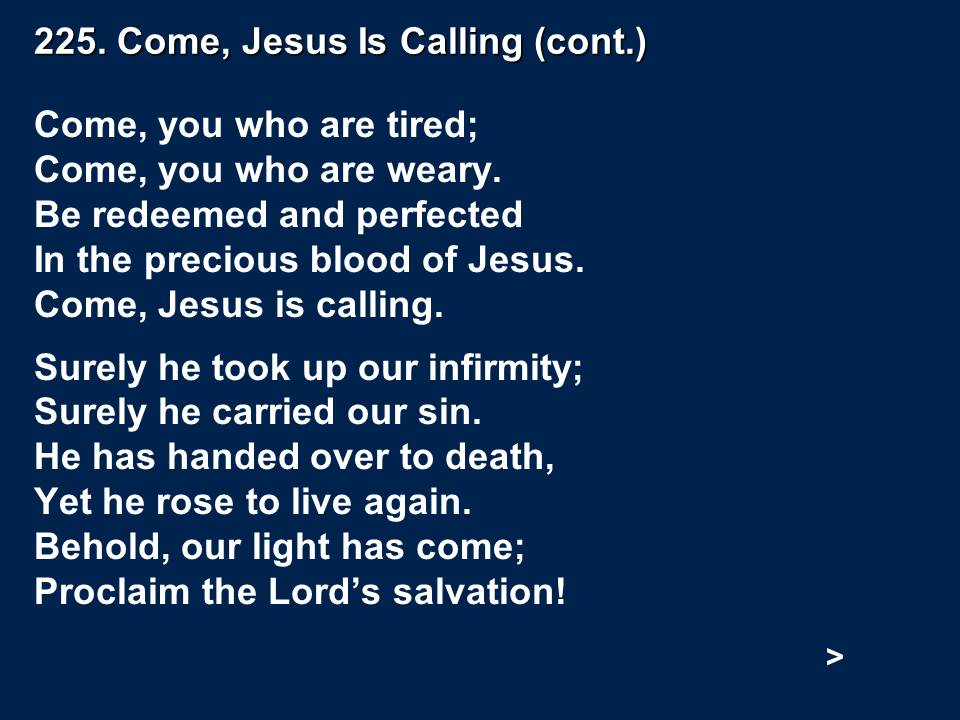 225. Come, Jesus Is Calling (cont.)
Come, you who are tired;
Come, you who are weary.
Be redeemed and perfected
In the precious blood of Jesus.
Come, Jesus is calling.
Surely he took up our infirmity;
Surely he carried our sin.
He has handed over to death,
Yet he rose to live again.
Behold, our light has come;
Proclaim the Lord’s salvation!
>